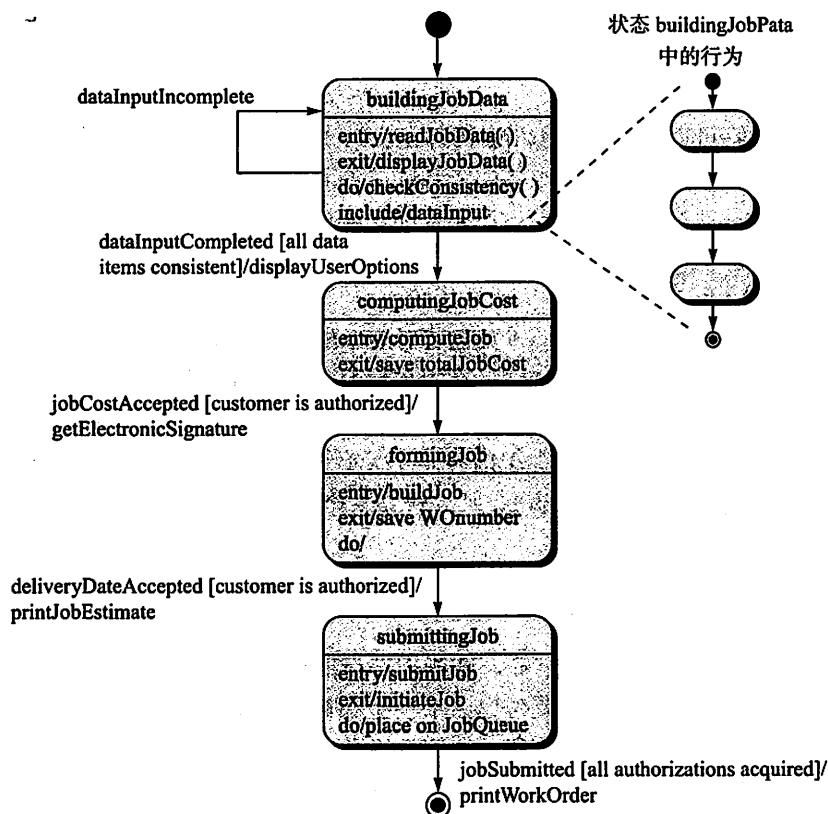 状态 buildingJobPata
中的行为
dataInputIncomplete
buildingJobData
entry/readJobData( )
exit/displayJobData( )
do/checkConsistency( )
include/dataInput
dataInputCompleted [all data
items consistent]/displayUserOptions
computingJobCost
entry/computeJob
exit/save totalJobCost
jobCostAccepted [customer is authorized]/
getElectronicSignature
formingJob
entry/buildJob
exit/save WOnumber
do/
deliveryDateAccepted [customer is authorized]/
printJobEstimate
submittingJob
entry/submitJob
exit/initiateJob
do/place on JobQueue
jobSubmitted [all authorizations acquired]/
printWorkOrder